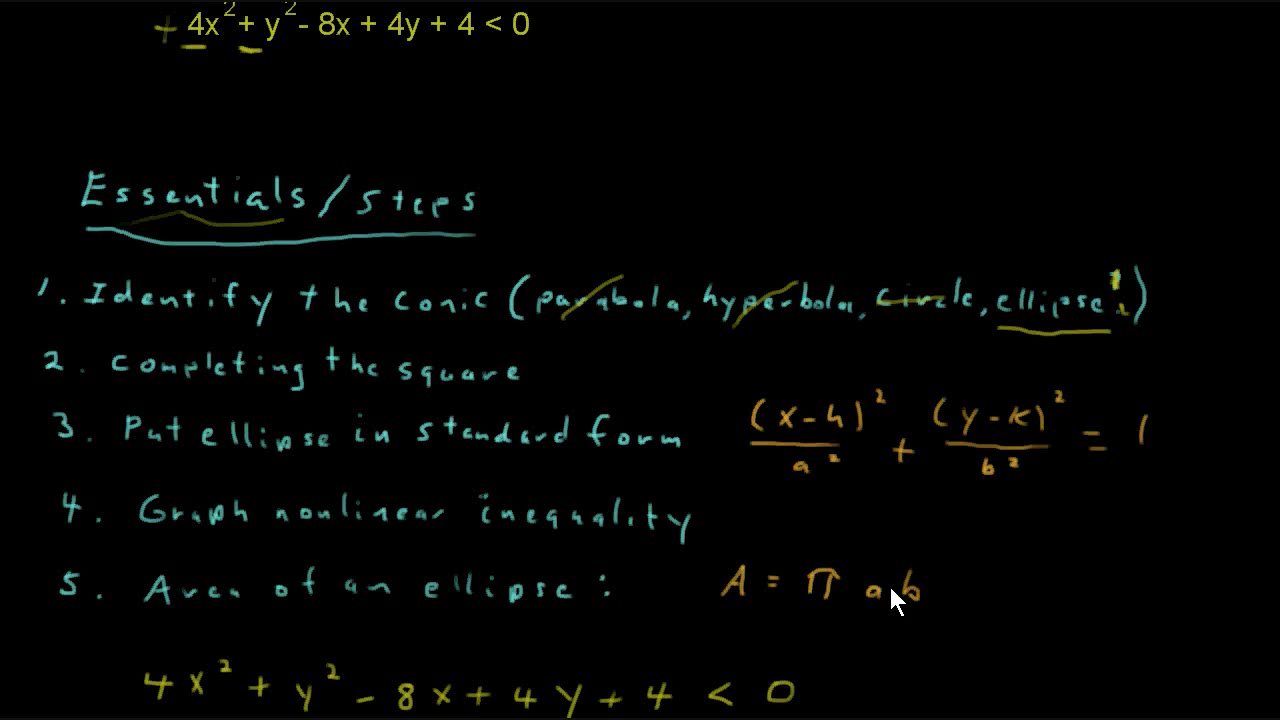 + 4x² + y² - 8x + 4y + 4 < 0
Essentials/Steps
1. Identify the conic (parabola, hyperbola, circle, ellipse!)
2. Completing the square
3. Put ellipse in standard form (x-h)²/a² + (y-k)²/b² = 1
4. Graph nonlinear inequality
5. Area of an ellipse: A = π ab
4x² + y² - 8x + 4y + 4 < 0